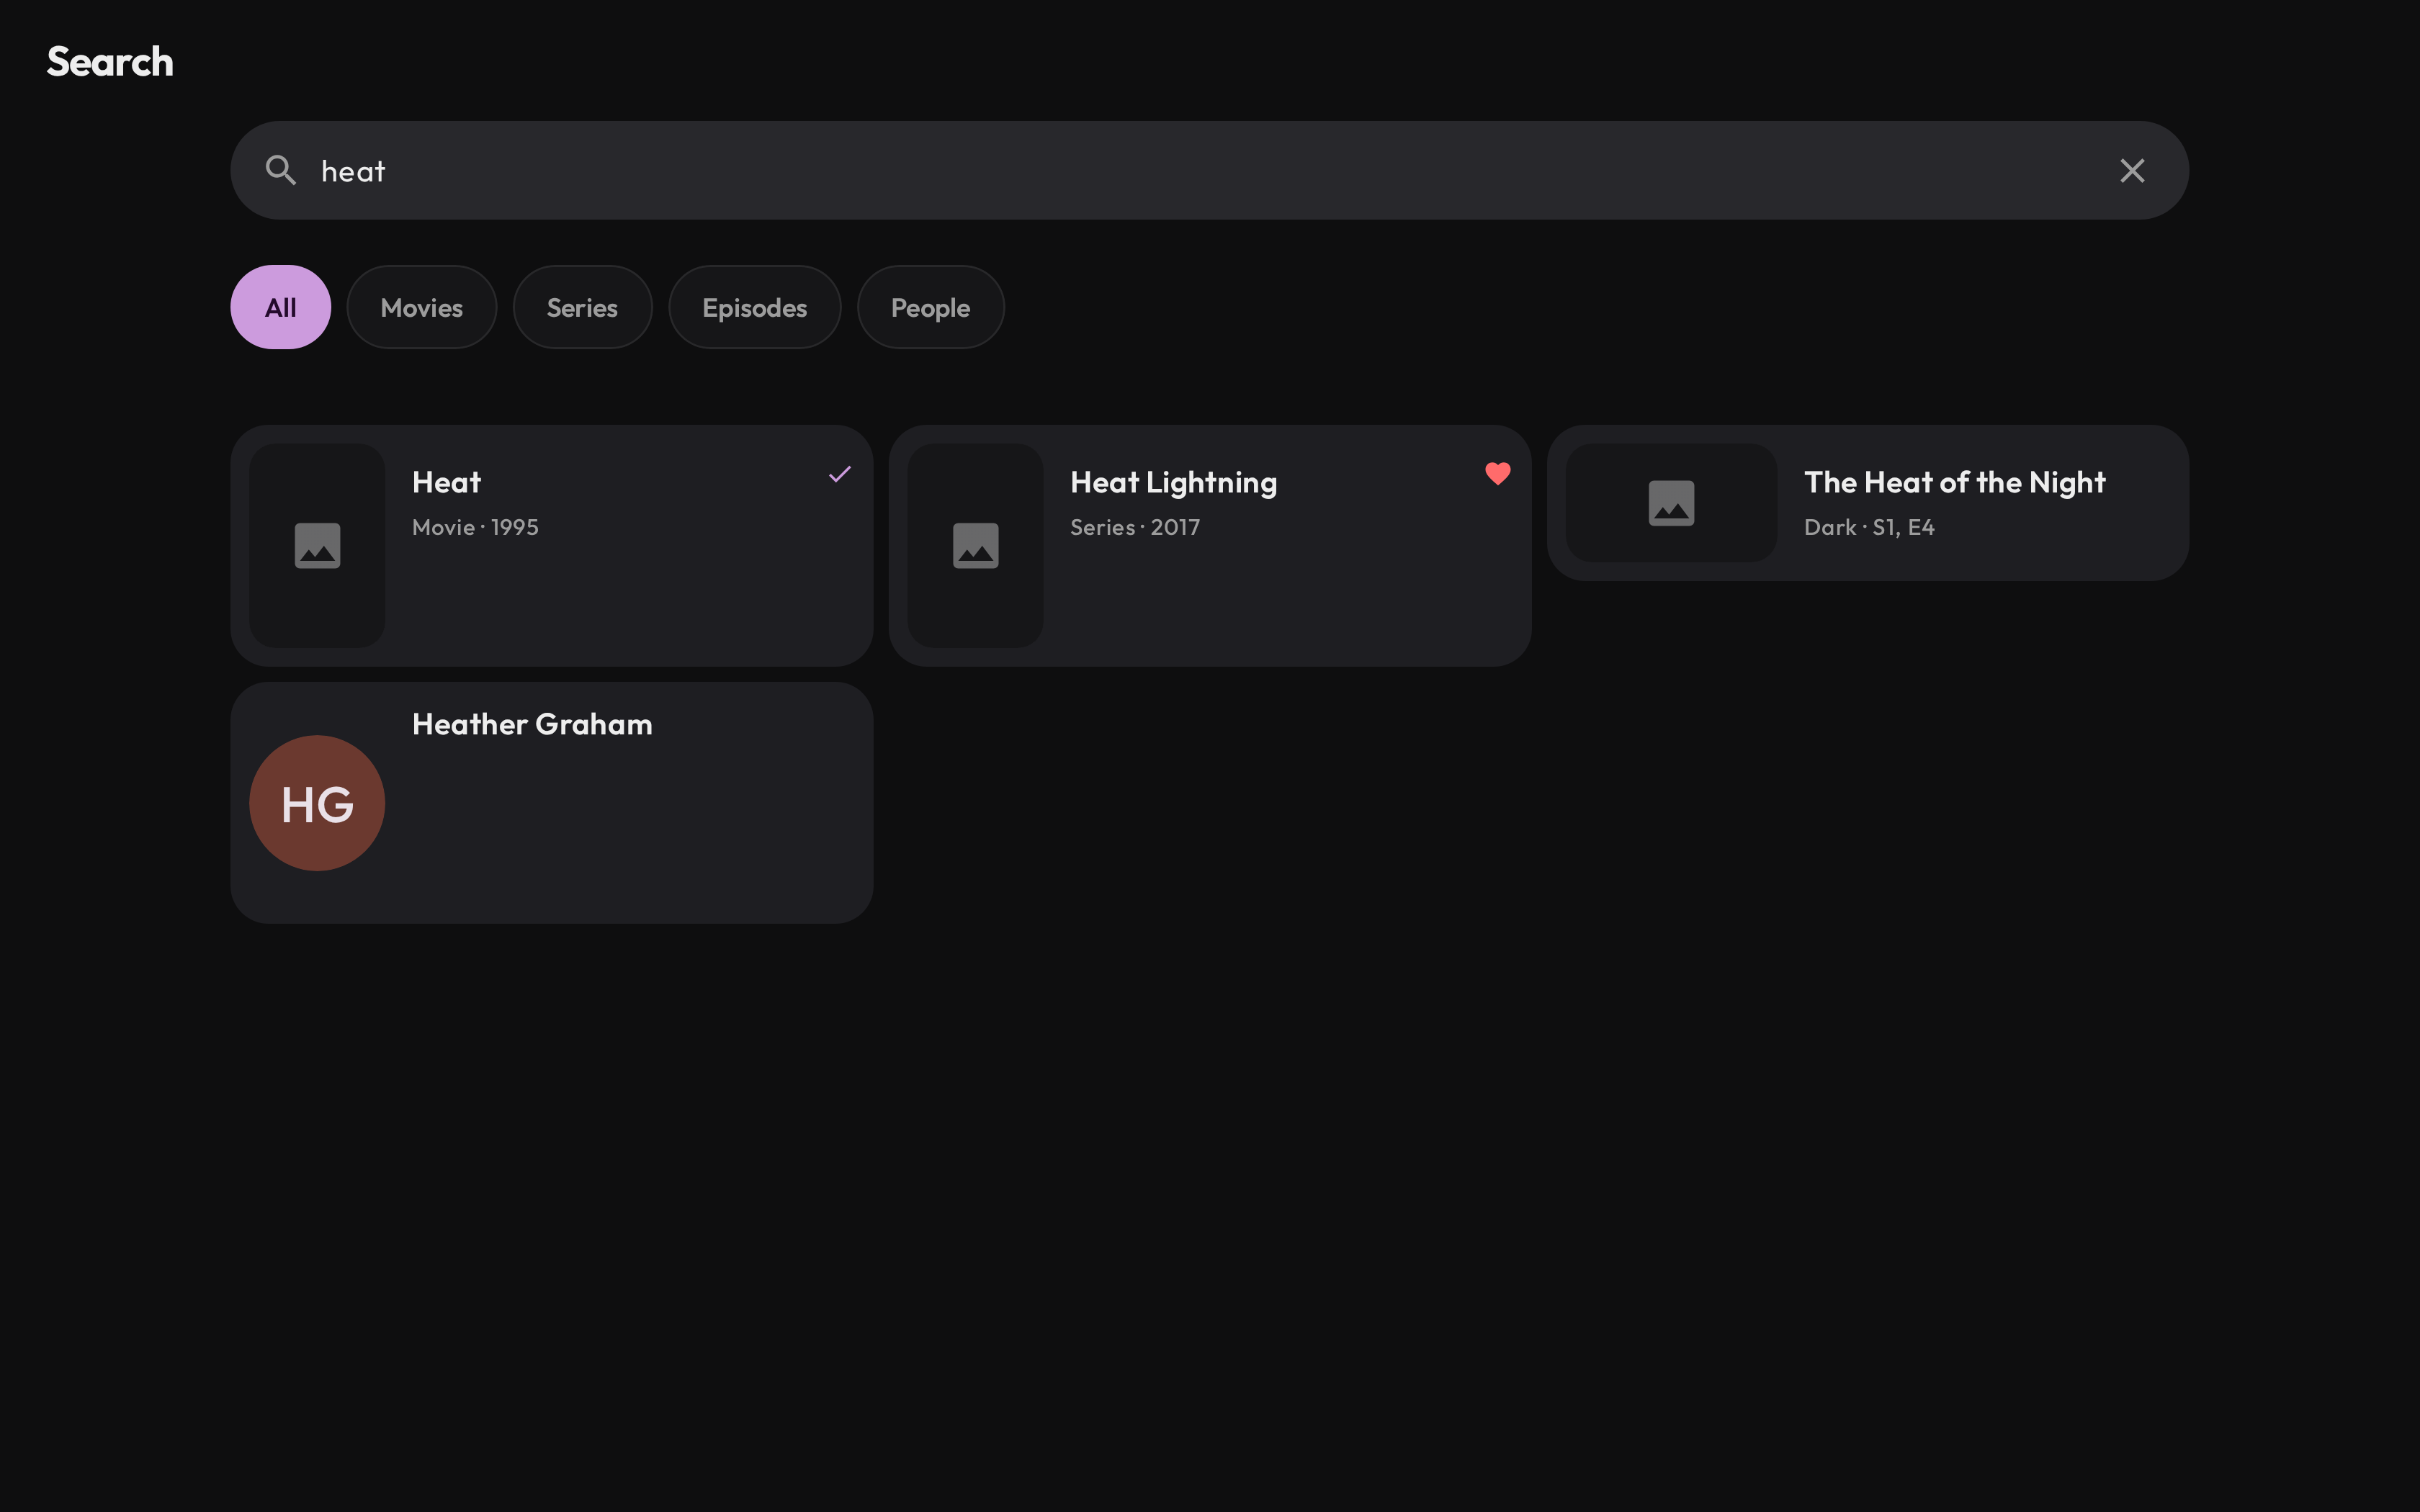 Search
heat
All
Movies
Series
Episodes
People
Heat
Movie · 1995
Heat Lightning
Series · 2017
The Heat of the Night
Dark · S1, E4
Heather Graham
HG